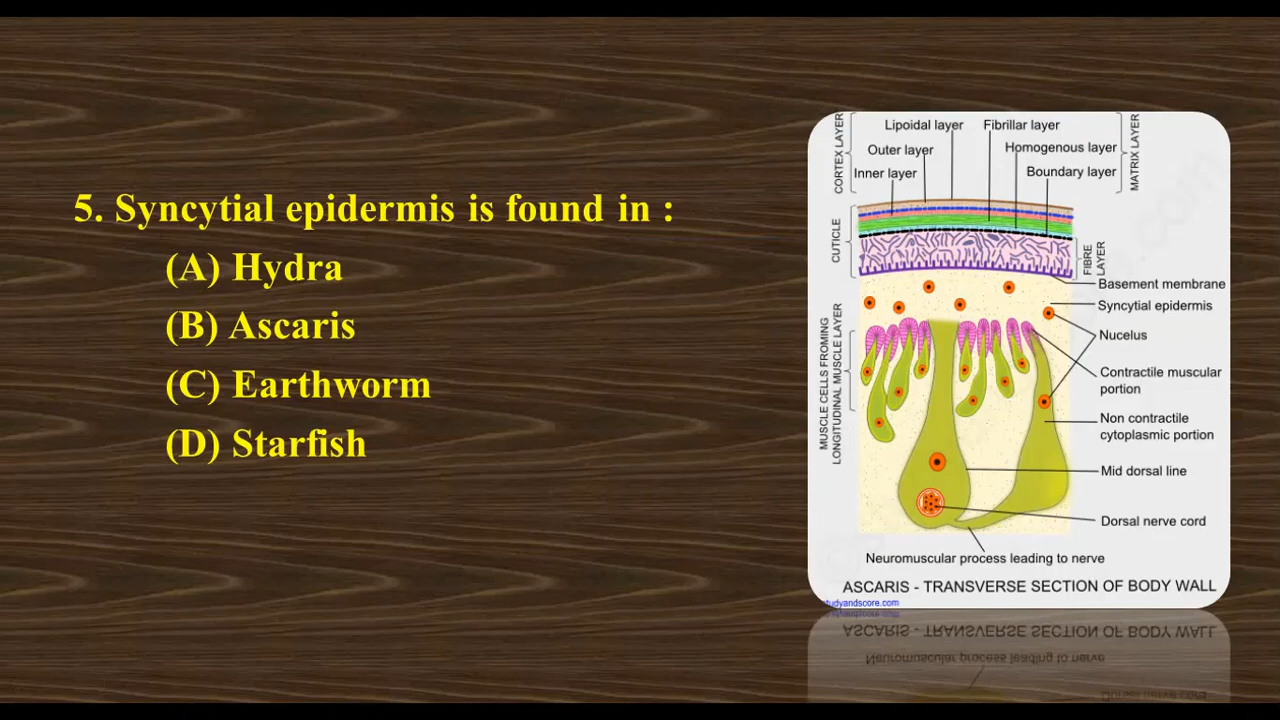 5. Syncytial epidermis is found in :
(A) Hydra
(B) Ascaris
(C) Earthworm
(D) Starfish
CORTEX LAYER
Lipoidal layer
Fibrillar layer
Outer layer
Homogenous layer
Inner layer
Boundary layer
MATRIX LAYER
CUTICLE
FIBRE
LAYER
Basement membrane
Syncytial epidermis
Nucelus
MUSCLE CELLS FROMING
LONGITUDINAL MUSCLE LAYER
Contractile muscular
portion
Non contractile
cytoplasmic portion
Mid dorsal line
Dorsal nerve cord
Neuromuscular process leading to nerve
ASCARIS - TRANSVERSE SECTION OF BODY WALL
tudyandscore.com